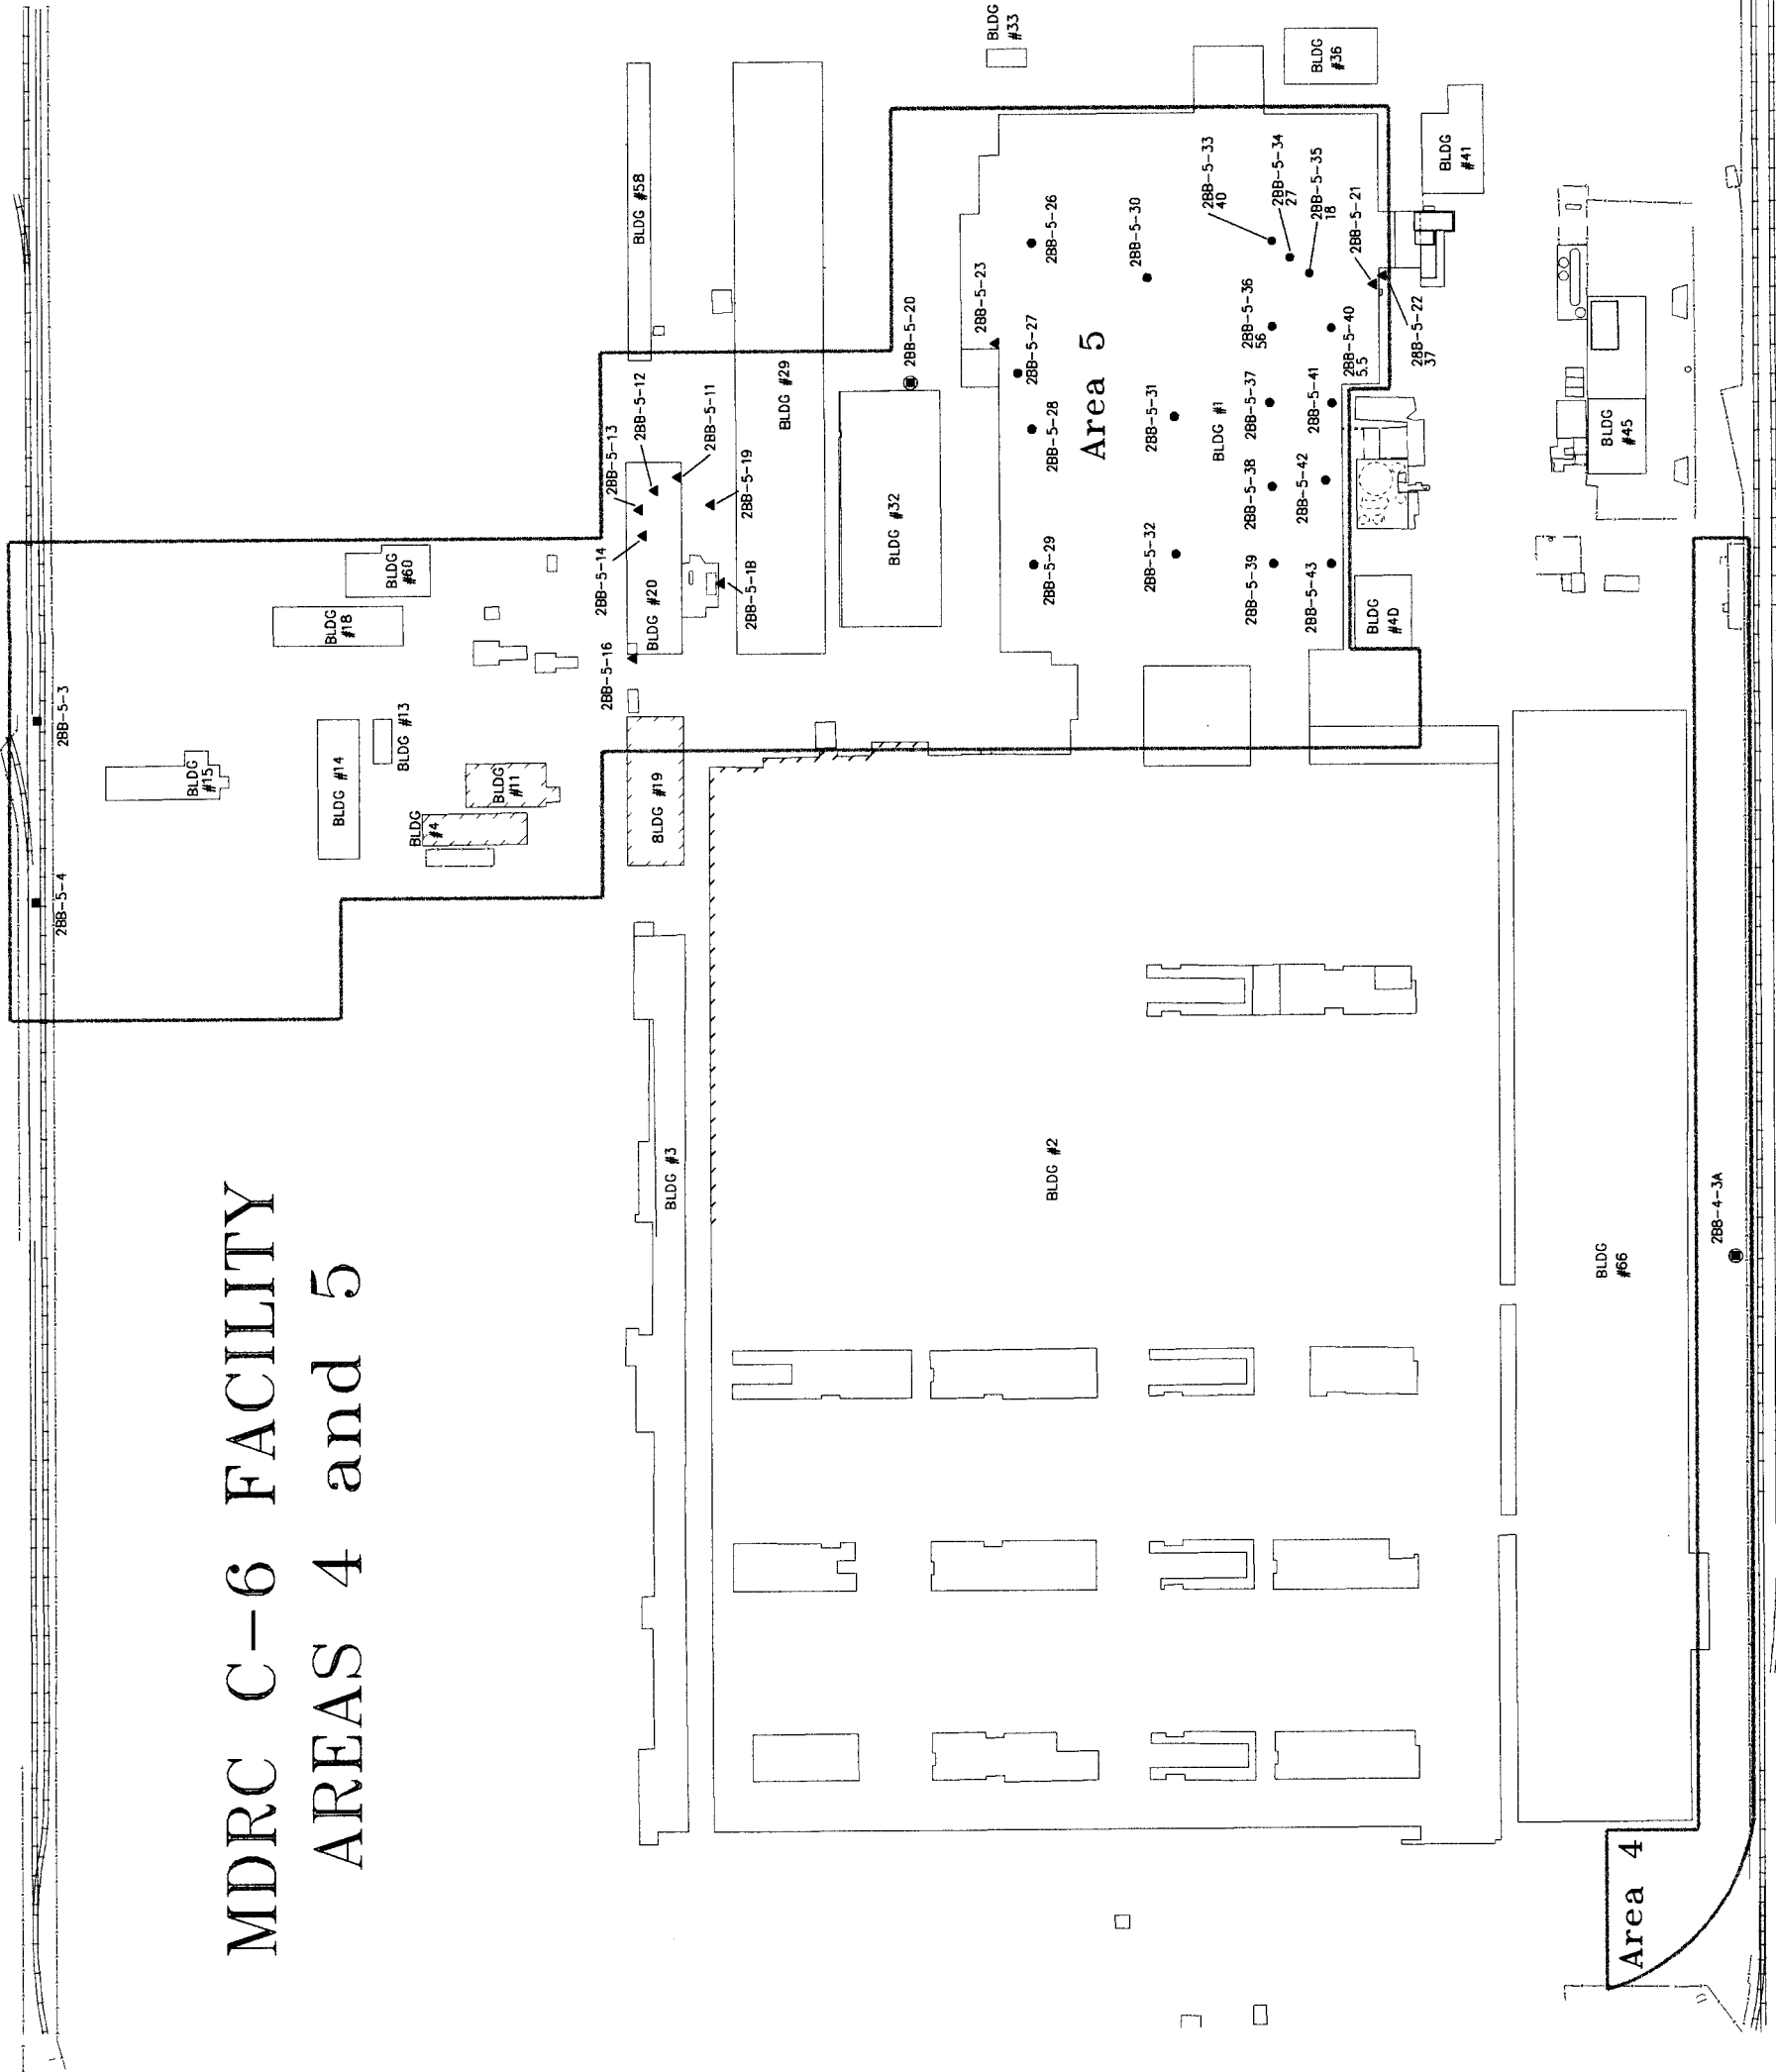 MDRC C-6 FACILITY
AREAS 4 and 5
2BB-5-4
2BB-5-3
BLDG
#15
BLDG #14
BLDG #13
BLDG
#4
BLDG
#11
BLDG
#18
BLDG
#60
BLDG #19
2BB-5-16
BLDG #20
2BB-5-14
2BB-5-13
2BB-5-12
2BB-5-11
2BB-5-19
2BB-5-18
BLDG #58
BLDG #29
BLDG #32
2BB-5-20
BLDG
#33
BLDG
#36
BLDG
#41
2BB-5-23
2BB-5-26
2BB-5-27
2BB-5-28
2BB-5-29
Area 5
2BB-5-30
2BB-5-31
2BB-5-32
BLDG #1
2BB-5-33
40
2BB-5-34
27
2BB-5-35
18
2BB-5-36
56
2BB-5-37
2BB-5-38
2BB-5-39
2BB-5-40
5.5
2BB-5-41
2BB-5-42
2BB-5-43
2BB-5-21
2BB-5-22
37
BLDG
#40
BLDG
#45
BLDG #3
BLDG #2
BLDG
#66
2BB-4-3A
Area 4